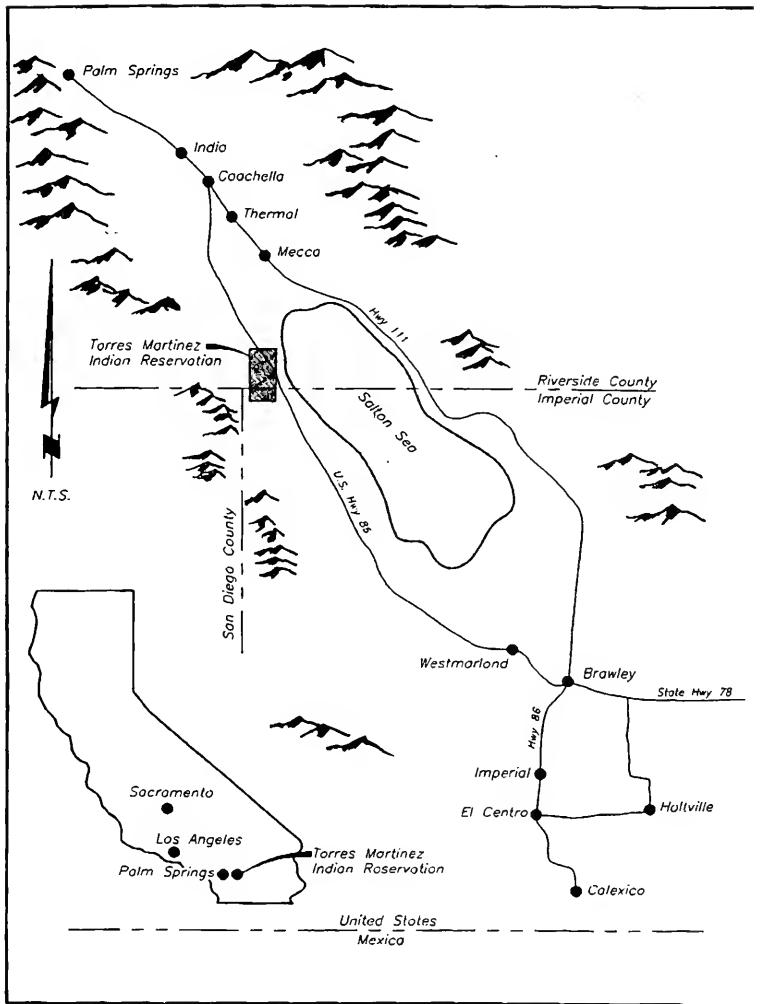 Palm Springs
Indio
Coachella
Thermal
Mecca
Hwy 111
Torres Martinez
Indian Reservation
Riverside County
Imperial County
Salton Sea
N.T.S.
U.S. Hwy 86
San Diego County
Westmorland
Brawley
State Hwy 78
Hwy 86
Imperial
Sacramento
El Centro
Holtville
Los Angeles
Torres Martinez
Indian Roservation
Palm Springs
Calexico
United States
Mexico